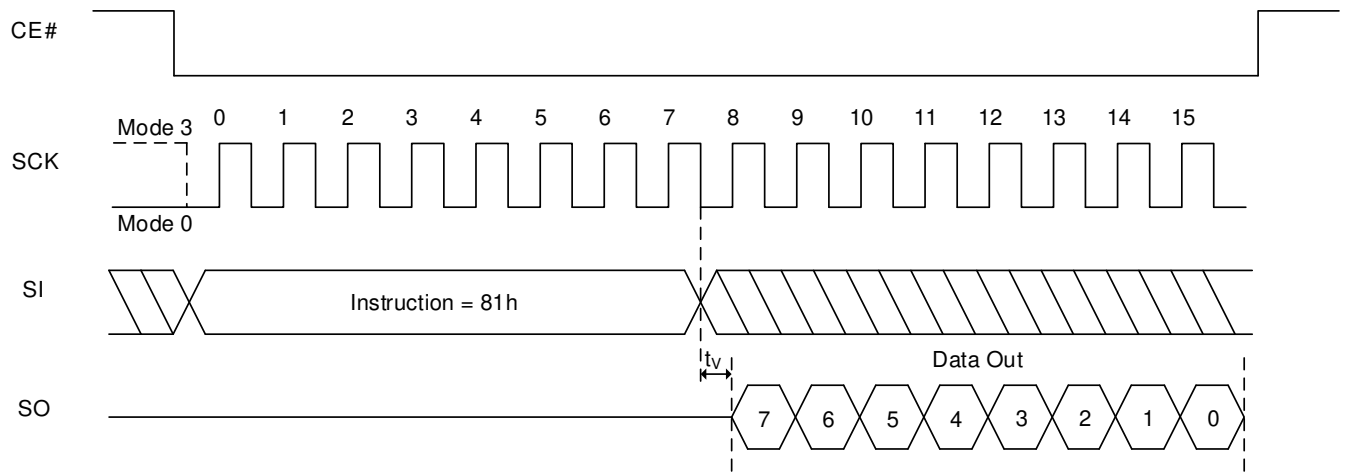 CE#
Mode 3
0 1 2 3 4 5 6 7 8 9 10 11 12 13 14 15
SCK
Mode 0
SI
Instruction = 81h
tV
Data Out
SO
7 6 5 4 3 2 1 0